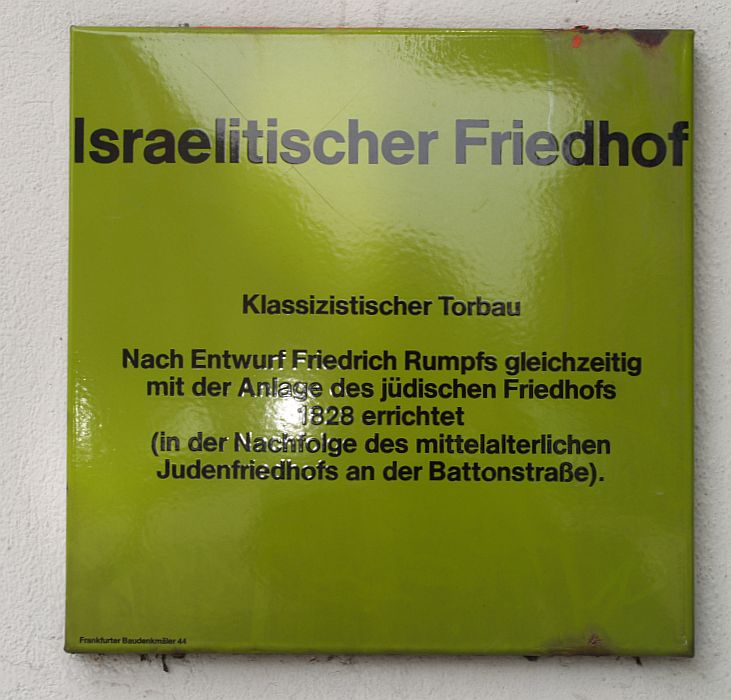 Israelitischer Friedhof
Klassizistischer Torbau
Nach Entwurf Friedrich Rumpfs gleichzeitig
mit der Anlage des jüdischen Friedhofs
1828 errichtet
(in der Nachfolge des mittelalterlichen
Judenfriedhofs an der Battonstraße).
Frankfurter Baudenkmäler 44